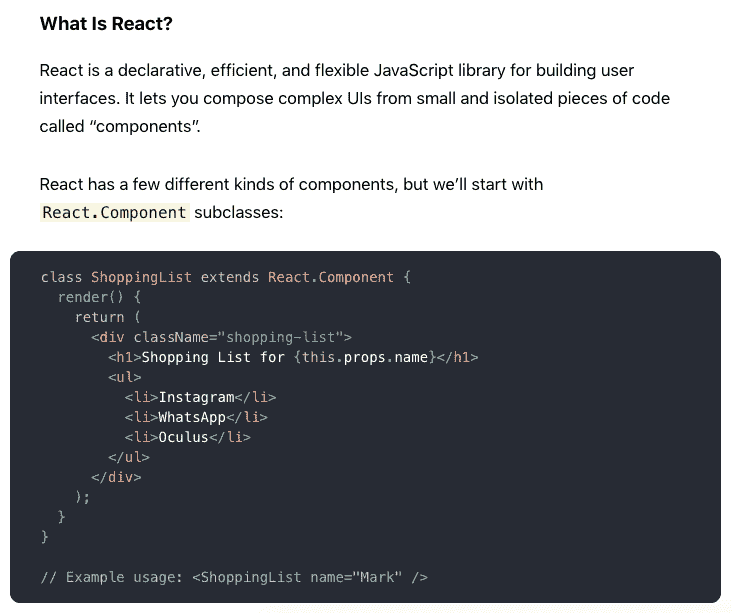 What Is React?
React is a declarative, efficient, and flexible JavaScript library for building user
interfaces. It lets you compose complex UIs from small and isolated pieces of code
called “components”.
React has a few different kinds of components, but we’ll start with
React.Component subclasses:
class ShoppingList extends React.Component {
  render() {
    return (
      <div className="shopping-list">
        <h1>Shopping List for {this.props.name}</h1>
        <ul>
          <li>Instagram</li>
          <li>WhatsApp</li>
          <li>Oculus</li>
        </ul>
      </div>
    );
  }
}
// Example usage: <ShoppingList name="Mark" />